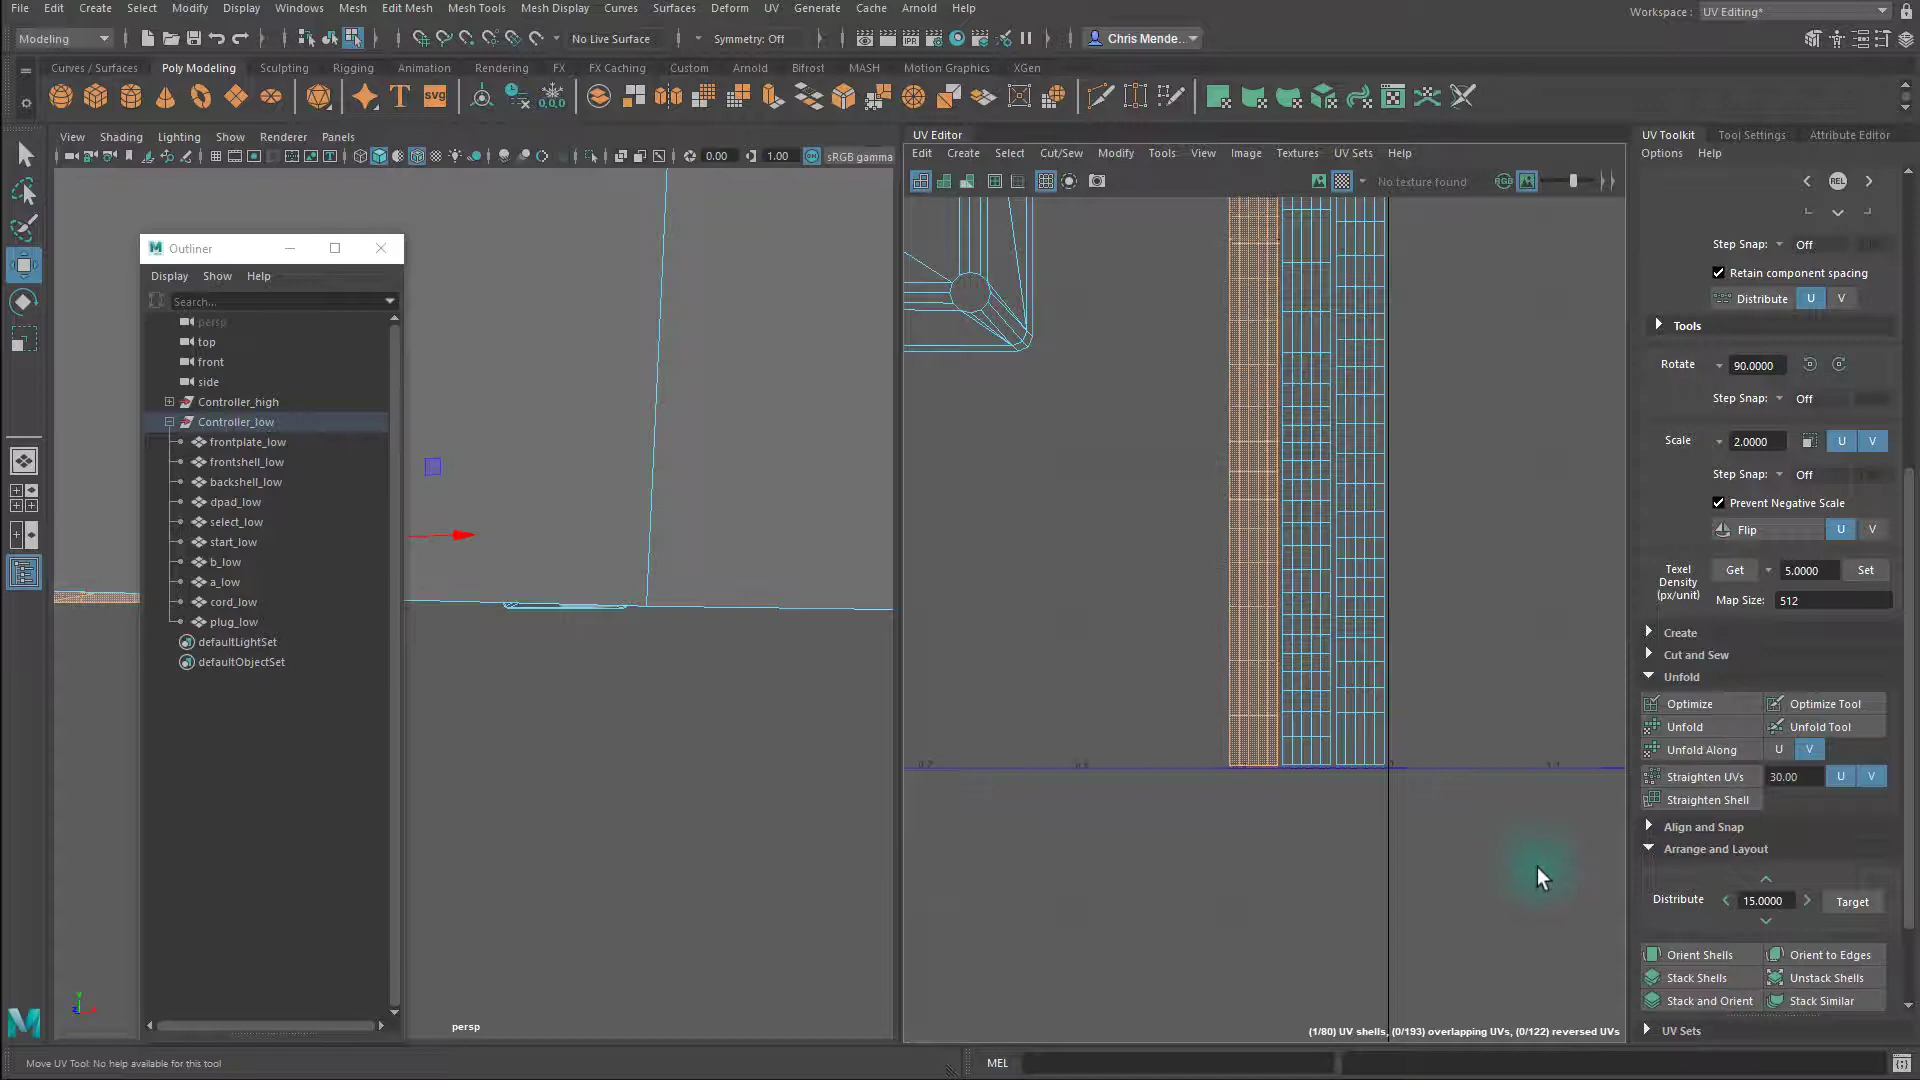 File Edit Create Select Modify Display Windows Mesh Edit Mesh Mesh Tools Mesh Display Curves Surfaces Deform UV Generate Cache Arnold Help
Workspace : UV Editing*
Modeling
No Live Surface
Symmetry: Off
Chris Mende...
Curves / Surfaces Poly Modeling Sculpting Rigging Animation Rendering FX FX Caching Custom Arnold Bifrost MASH Motion Graphics XGen
T SVG 0,0,0
View Shading Lighting Show Renderer Panels
0.00 1.00 sRGB gamma
Outliner
Display Show Help
Search...
persp
top
front
side
Controller_high
Controller_low
frontplate_low
frontshell_low
backshell_low
dpad_low
select_low
start_low
b_low
a_low
cord_low
plug_low
defaultLightSet
defaultObjectSet
persp
UV Editor
Edit Create Select Cut/Sew Modify Tools View Image Textures UV Sets Help
No texture found
RGB
(1/80) UV shells, (0/193) overlapping UVs, (0/122) reversed UVs
UV Toolkit Tool Settings Attribute Editor
Options Help
REL
Step Snap: Off
Retain component spacing
Distribute U V
Tools
Rotate 90.0000
Step Snap: Off
Scale 2.0000 U V
Step Snap: Off
Prevent Negative Scale
Flip U V
Texel Density (px/unit) Get 5.0000 Set
Map Size: 512
Create
Cut and Sew
Unfold
Optimize Optimize Tool
Unfold Unfold Tool
Unfold Along U V
Straighten UVs 30.00 U V
Straighten Shell
Align and Snap
Arrange and Layout
Distribute 15.0000 Target
Orient Shells Orient to Edges
Stack Shells Unstack Shells
Stack and Orient Stack Similar
UV Sets
Move UV Tool: No help available for this tool
MEL